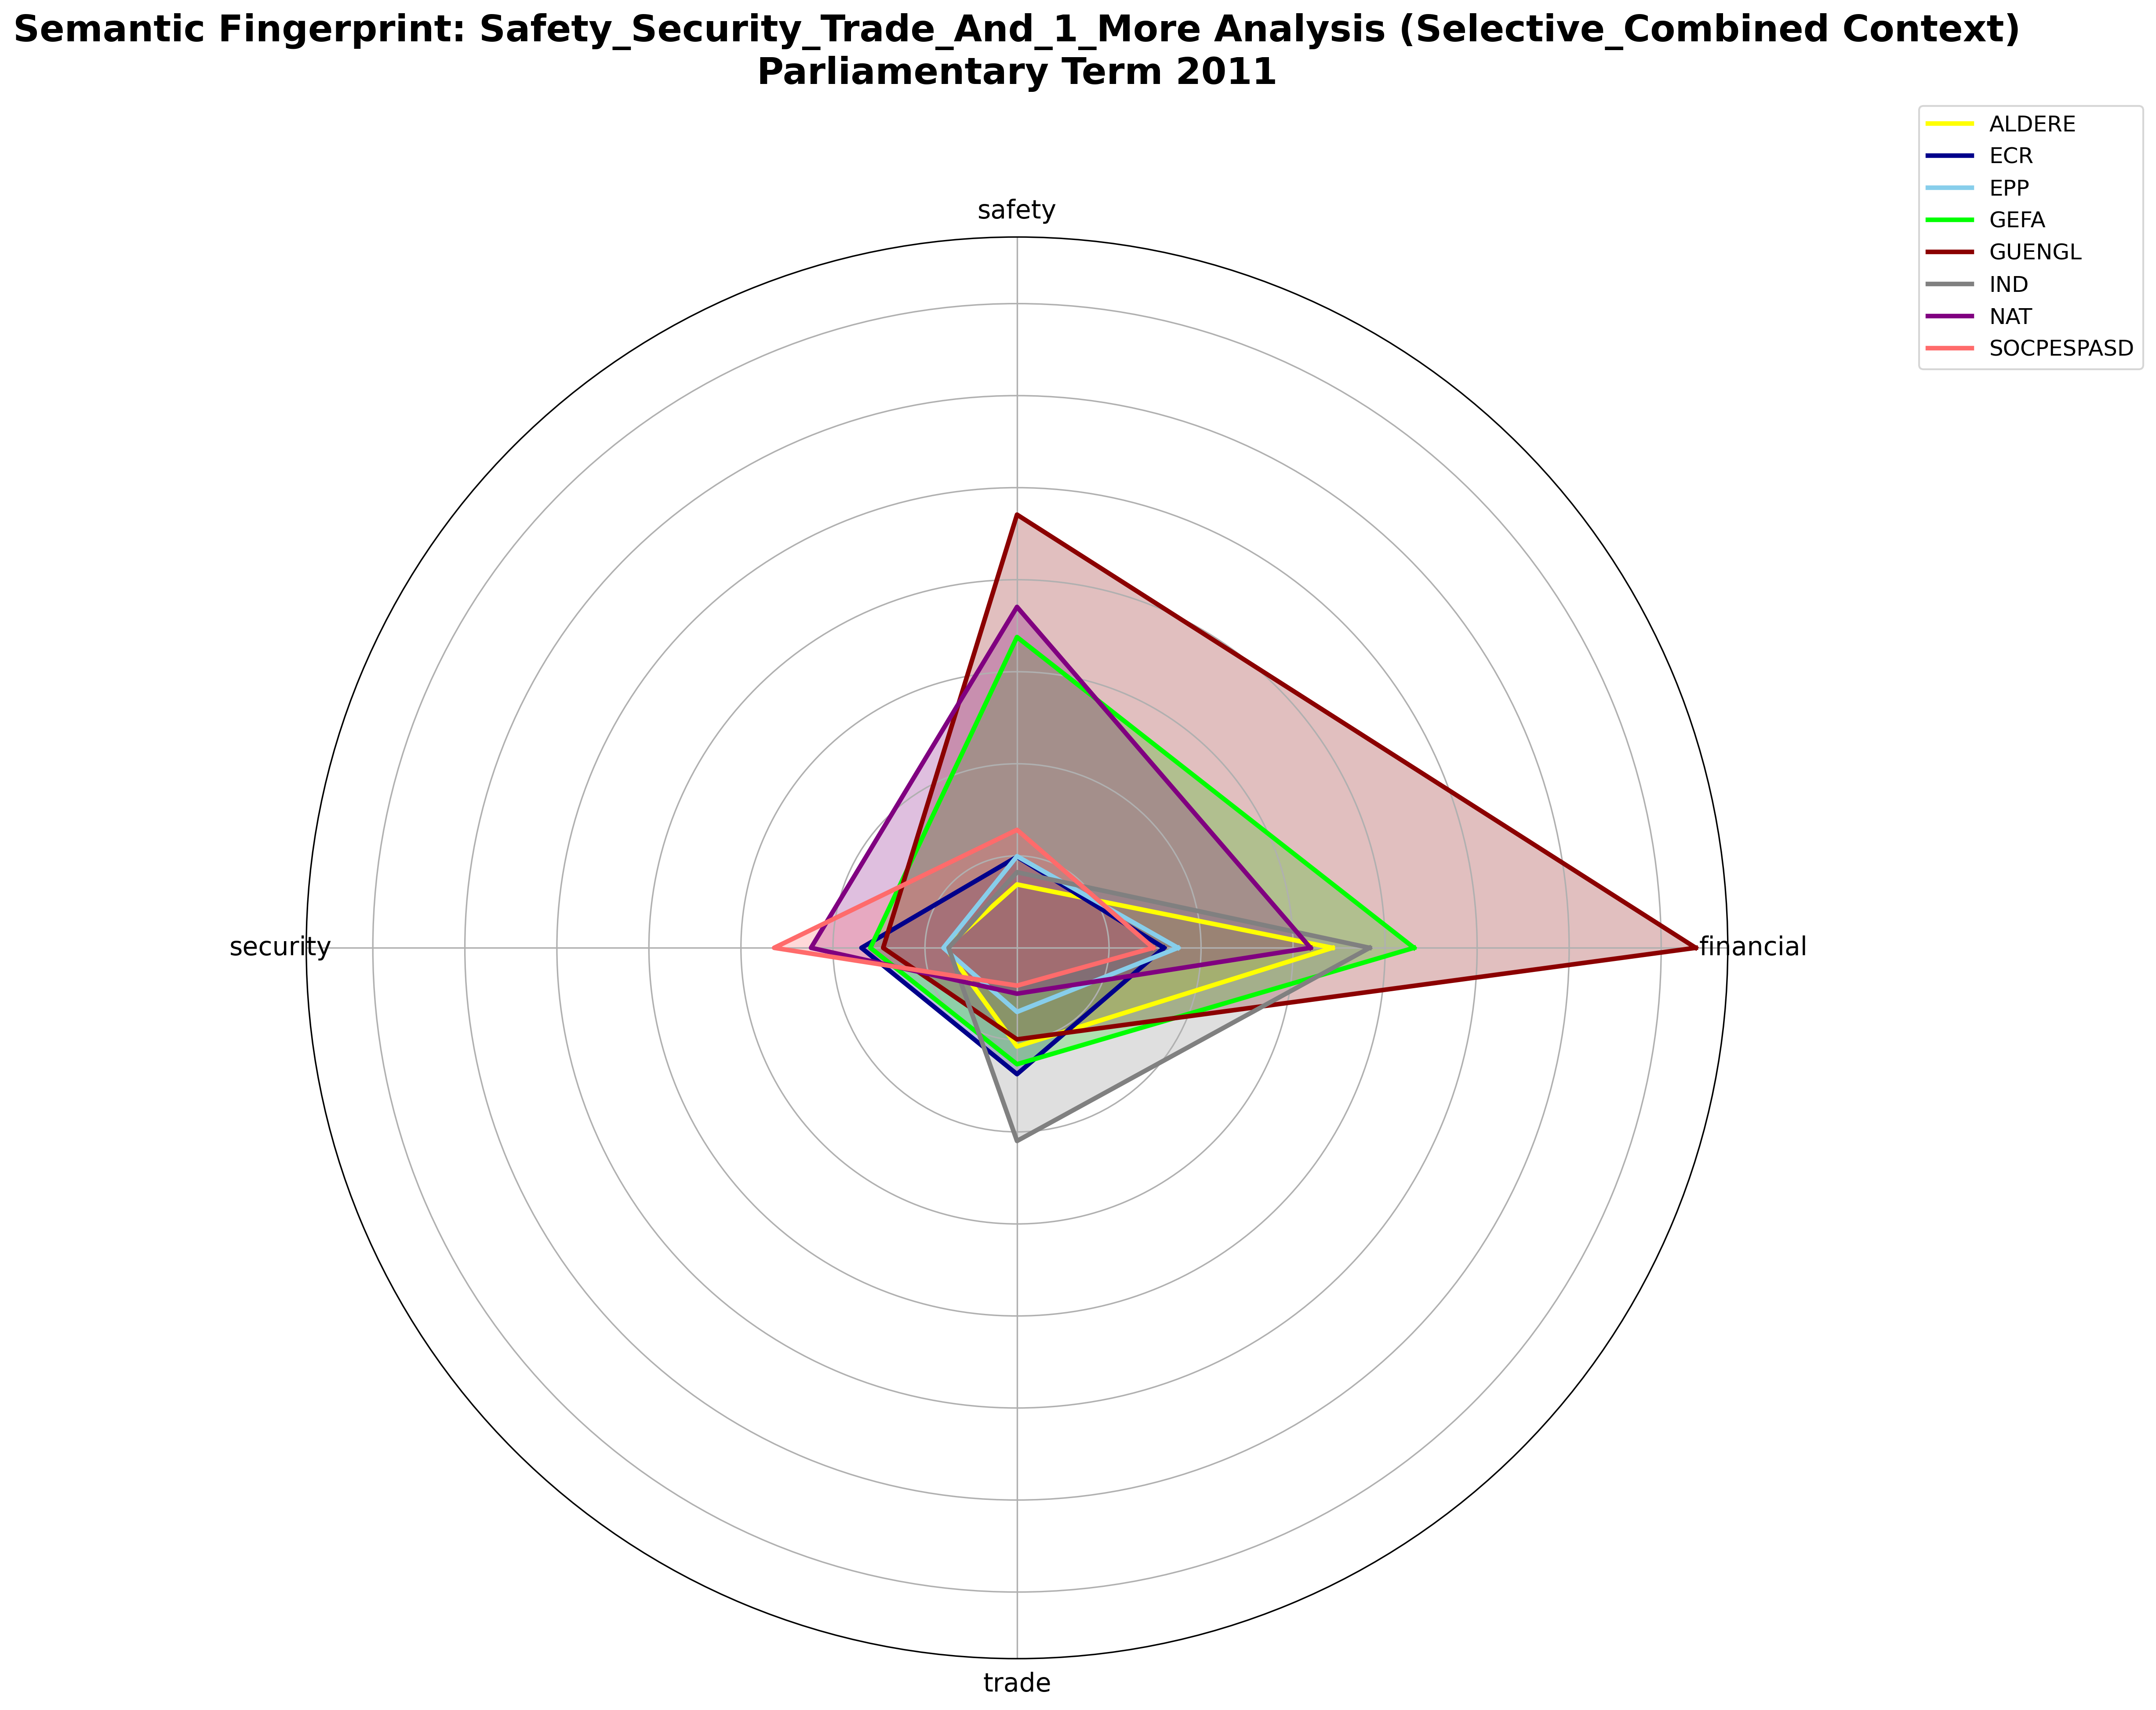 Semantic Fingerprint: Safety_Security_Trade_And_1_More Analysis (Selective_Combined Context)
Parliamentary Term 2011
ALDERE
ECR
EPP
GEFA
GUENGL
IND
NAT
SOCPESPASD
safety
security
financial
trade